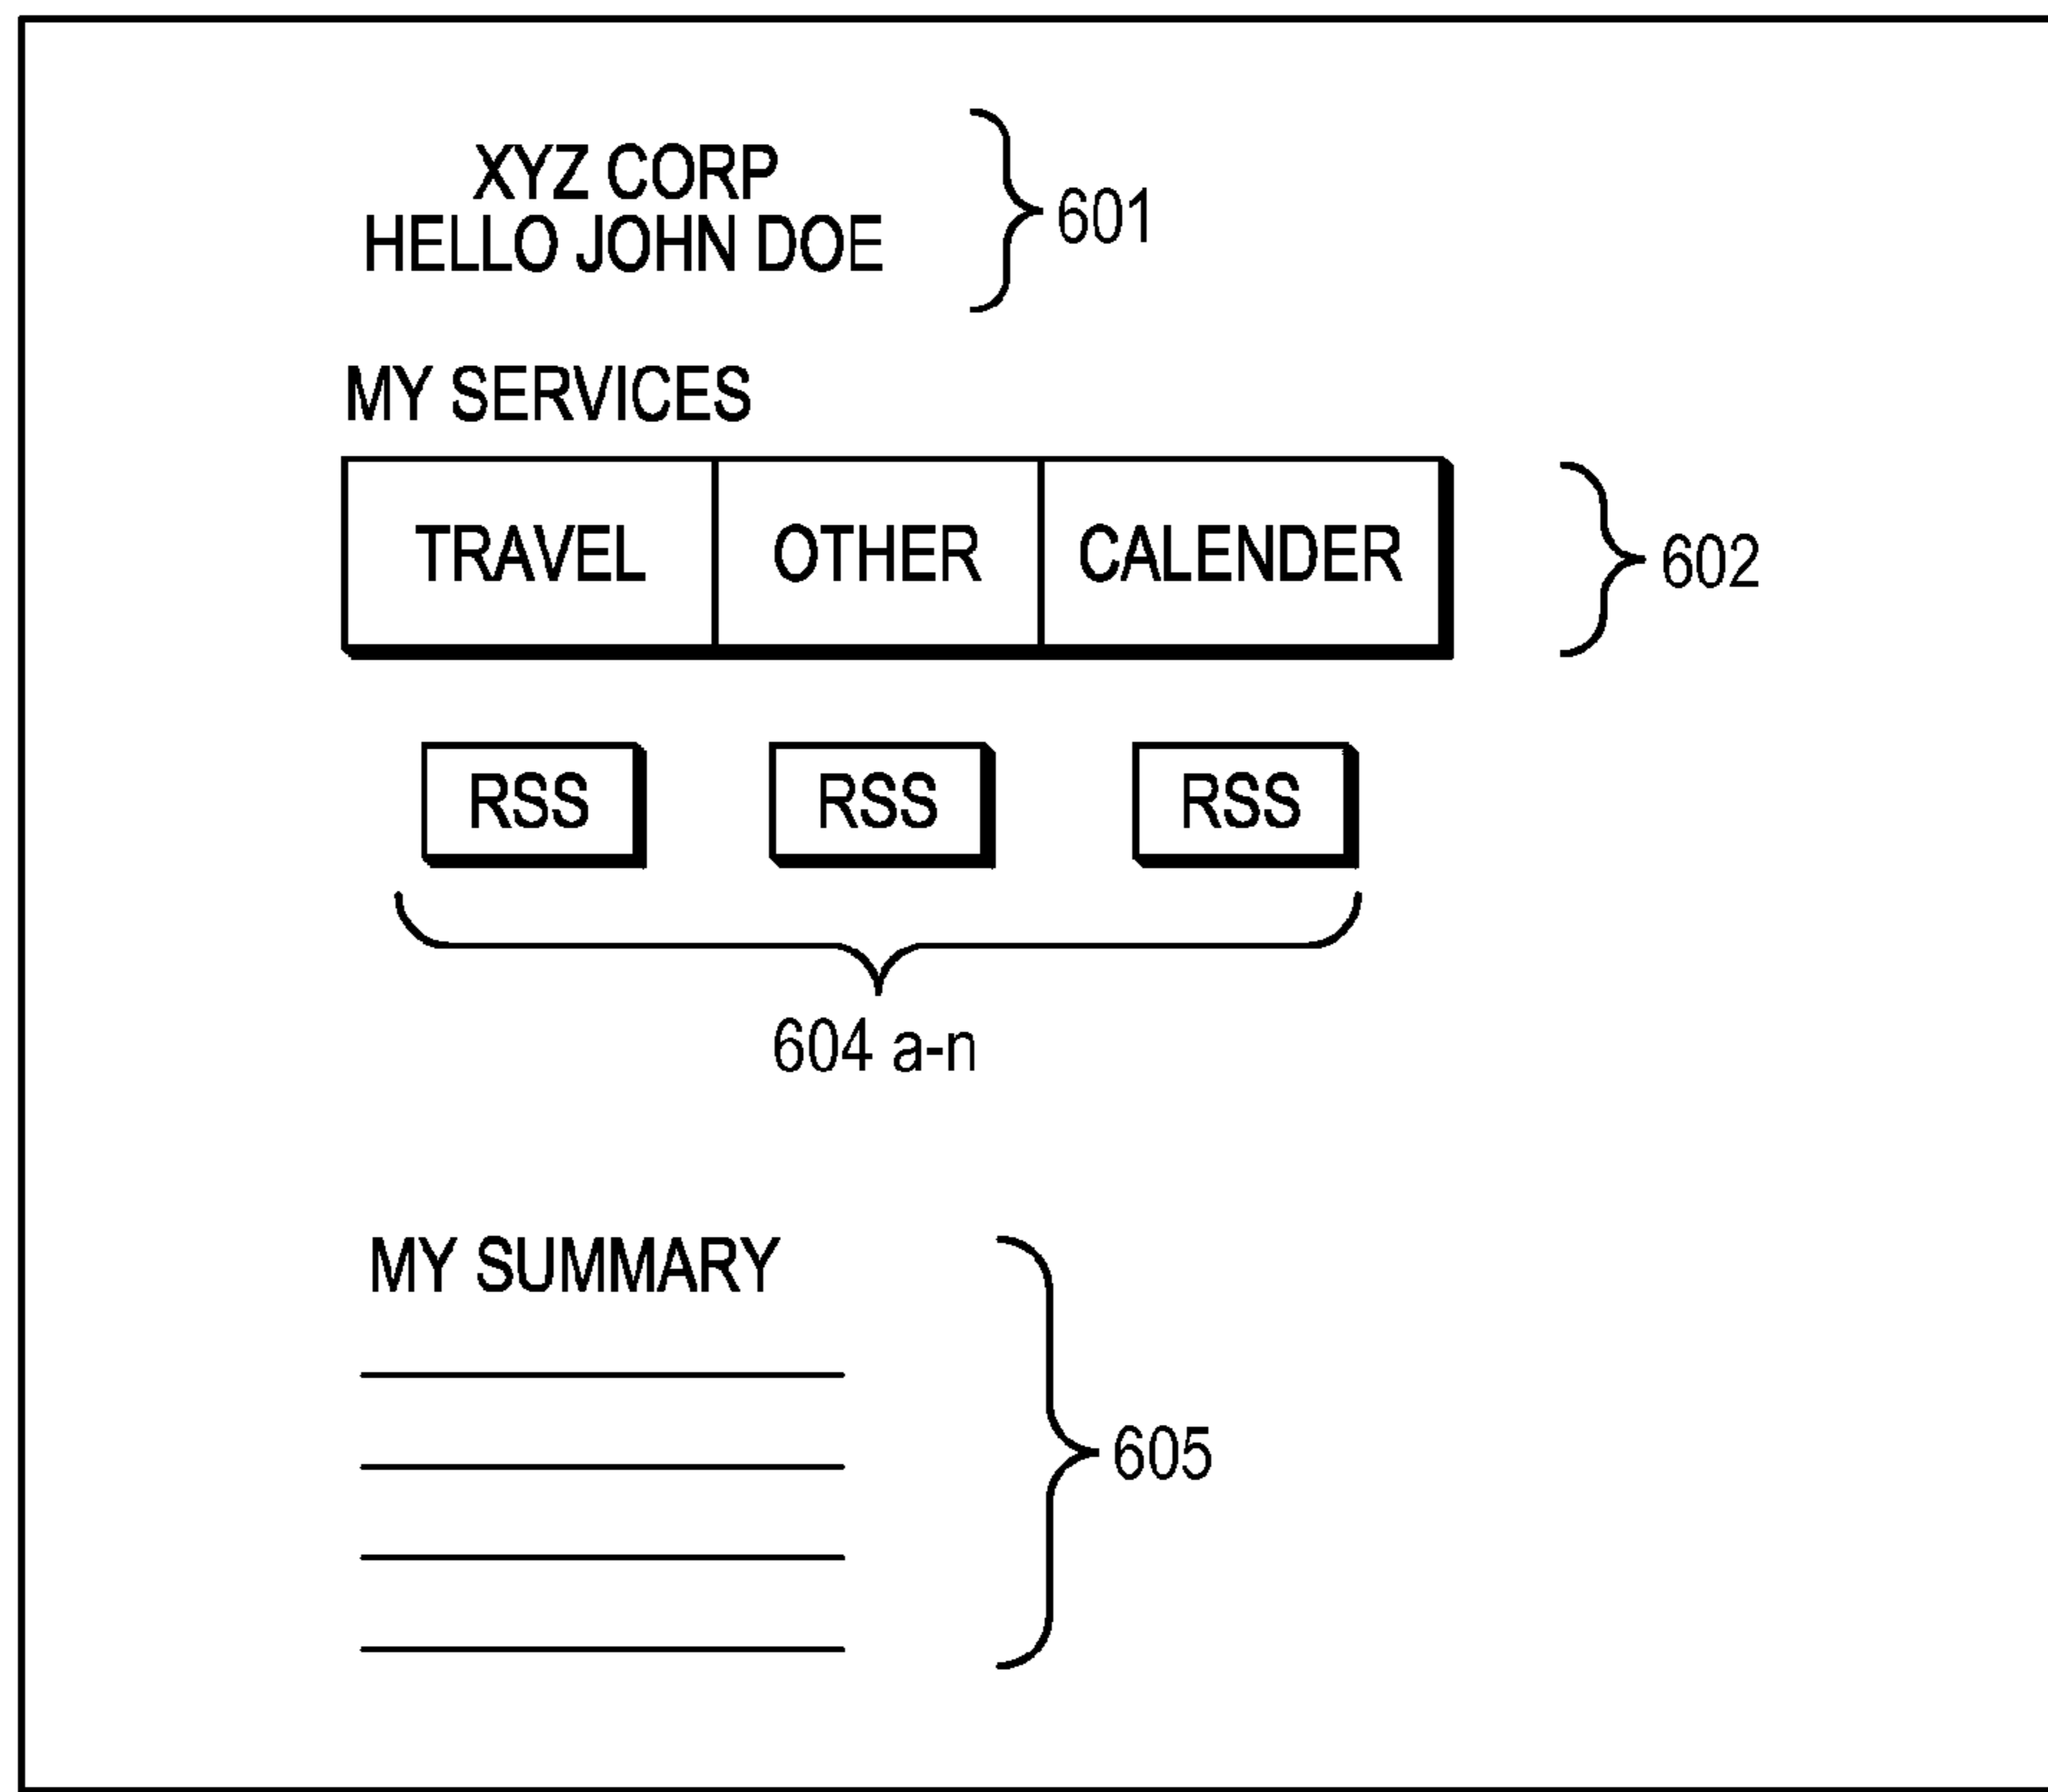 XYZ CORP
HELLO JOHN DOE
601
MY SERVICES
TRAVEL OTHER CALENDER
602
RSS RSS RSS
604 a-n
MY SUMMARY
605